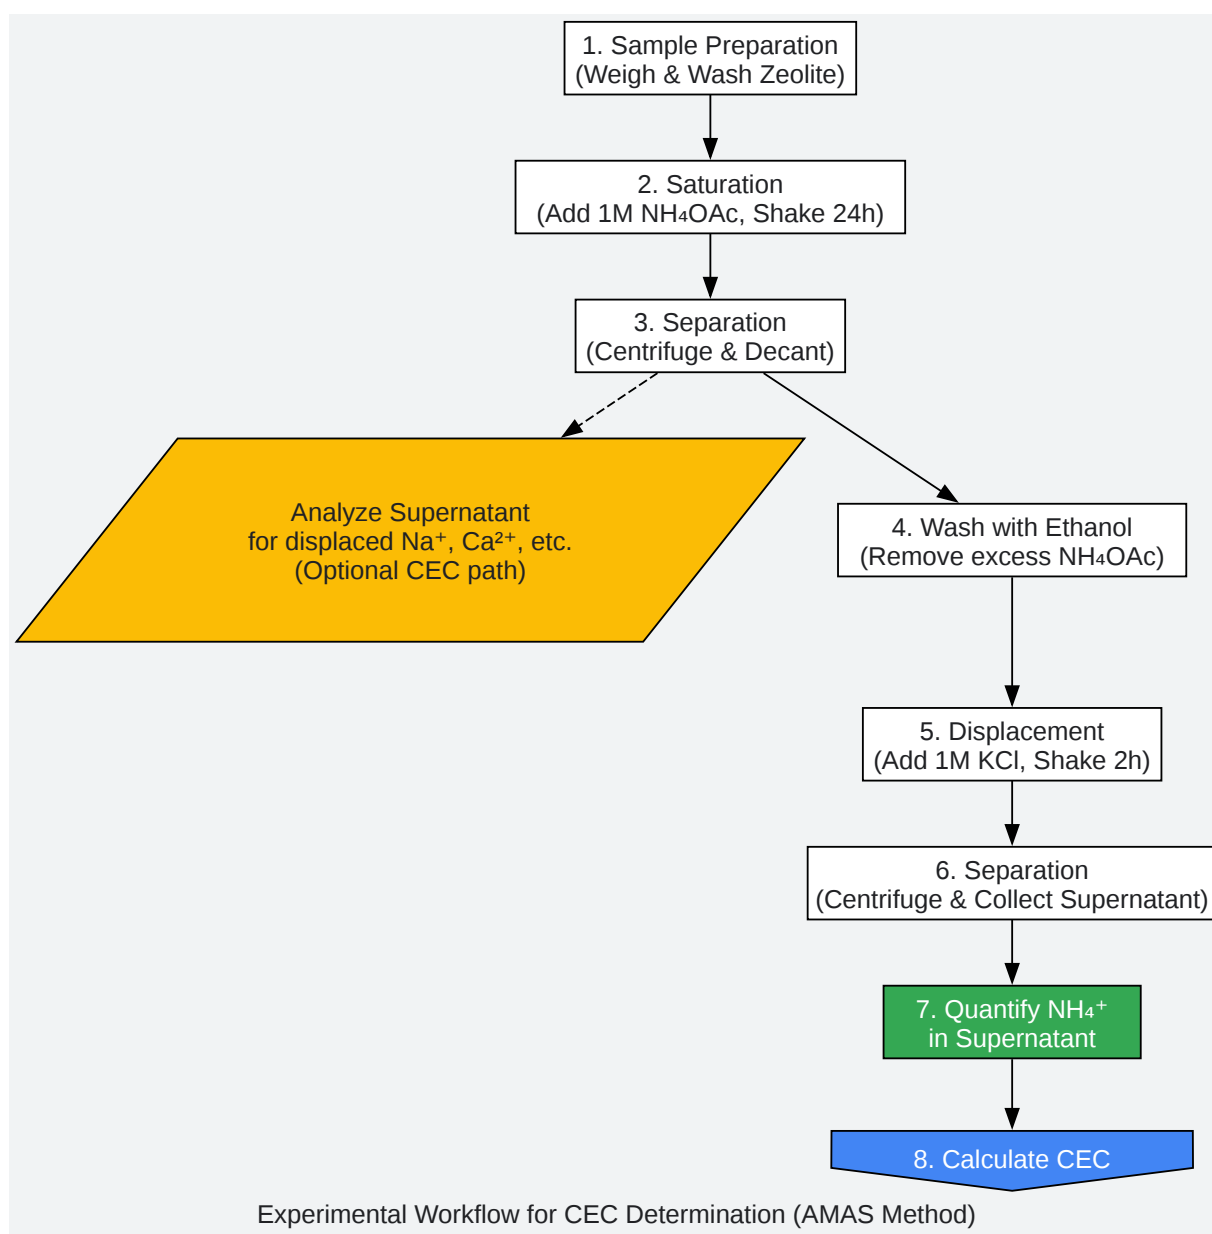 1. Sample Preparation
(Weigh & Wash Zeolite)
2. Saturation
(Add 1M NH₄OAc, Shake 24h)
3. Separation
(Centrifuge & Decant)
Analyze Supernatant
for displaced Na⁺, Ca²⁺, etc.
(Optional CEC path)
4. Wash with Ethanol
(Remove excess NH₄OAc)
5. Displacement
(Add 1M KCl, Shake 2h)
6. Separation
(Centrifuge & Collect Supernatant)
7. Quantify NH₄⁺
in Supernatant
8. Calculate CEC
Experimental Workflow for CEC Determination (AMAS Method)